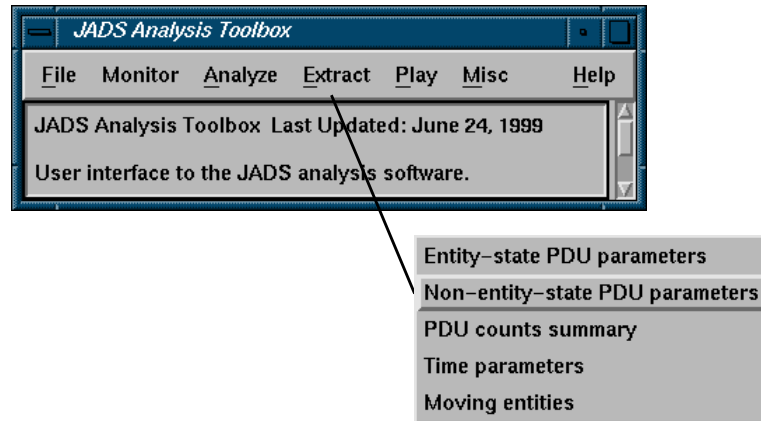 JADS Analysis Toolbox
File Monitor Analyze Extract Play Misc Help
JADS Analysis Toolbox Last Updated: June 24, 1999
User interface to the JADS analysis software.
Entity-state PDU parameters
Non-entity-state PDU parameters
PDU counts summary
Time parameters
Moving entities